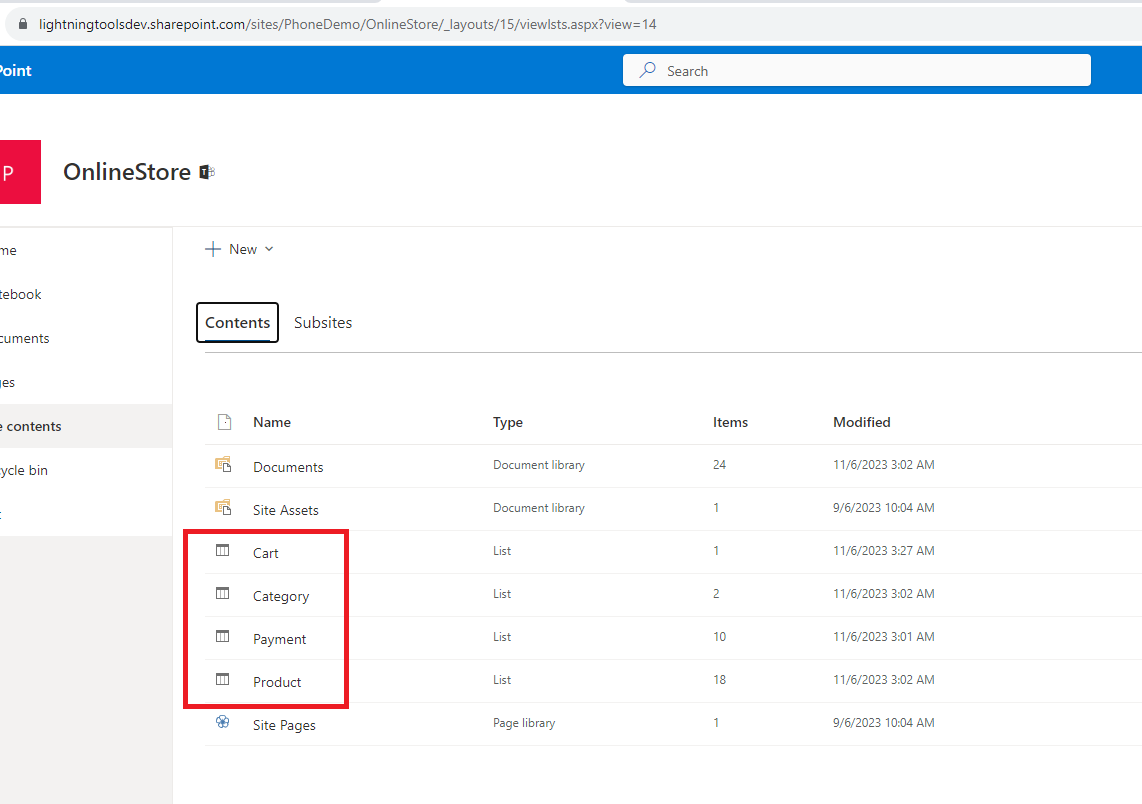 lightningtoolsdev.sharepoint.com/sites/PhoneDemo/OnlineStore/_layouts/15/viewlsts.aspx?view=14
Point
Search
P
OnlineStore
me
tebook
cuments
ges
e contents
ycle bin
New
Contents Subsites
Name Type Items Modified
Documents Document library 24 11/6/2023 3:02 AM
Site Assets Document library 1 9/6/2023 10:04 AM
Cart List 1 11/6/2023 3:27 AM
Category List 2 11/6/2023 3:02 AM
Payment List 10 11/6/2023 3:01 AM
Product List 18 11/6/2023 3:02 AM
Site Pages Page library 1 9/6/2023 10:04 AM